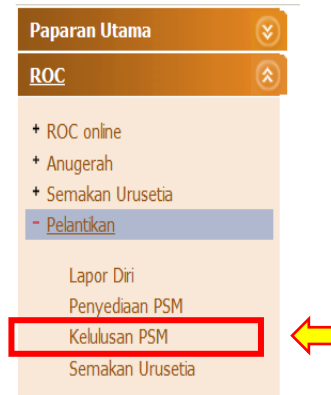 Paparan Utama
ROC
+ ROC online
+ Anugerah
+ Semakan Urusetia
- Pelantikan
Lapor Diri
Penyediaan PSM
Kelulusan PSM
Semakan Urusetia